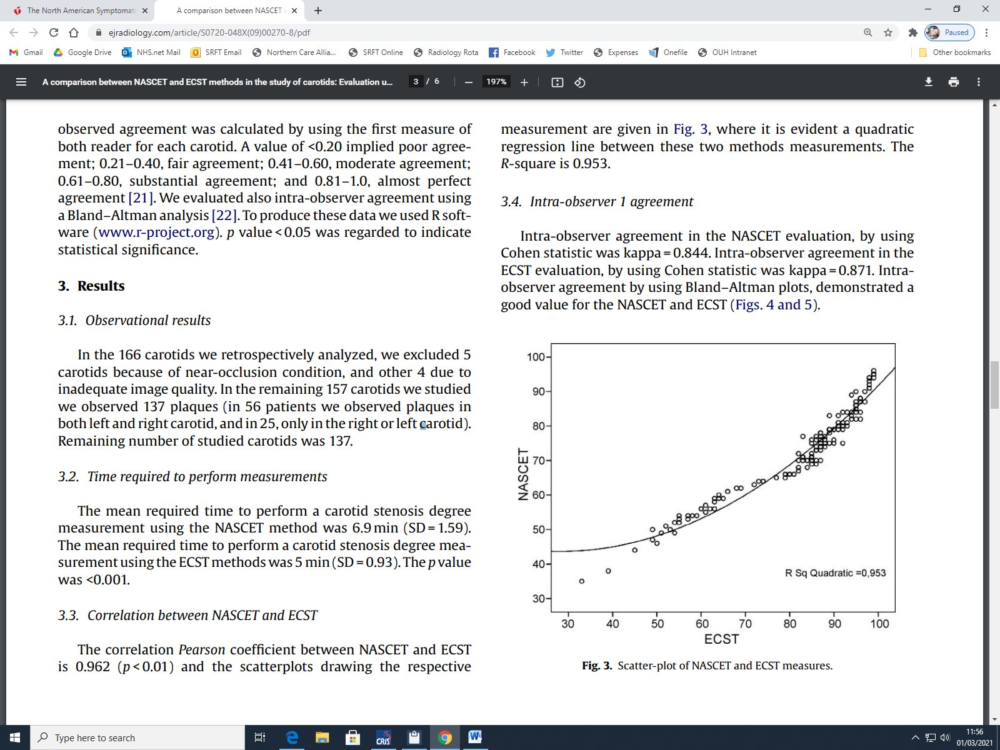 The North American Symptomati
A comparison between NASCET a
ejradiology.com/article/S0720-048X(09)00270-8/pdf
Paused
Gmail
Google Drive
NHS.net Mail
SRFT Email
Northern Care Allia...
SRFT Online
Radiology Rota
Facebook
Twitter
Expenses
Onefile
OUH Intranet
Other bookmarks
A comparison between NASCET and ECST methods in the study of carotids: Evaluation u...
3 / 6
197%
observed agreement was calculated by using the first measure of
both reader for each carotid. A value of <0.20 implied poor agree-
ment; 0.21–0.40, fair agreement; 0.41–0.60, moderate agreement;
0.61–0.80, substantial agreement; and 0.81–1.0, almost perfect
agreement [21]. We evaluated also intra-observer agreement using
a Bland–Altman analysis [22]. To produce these data we used R soft-
ware (www.r-project.org). p value < 0.05 was regarded to indicate
statistical significance.
3. Results
3.1. Observational results
In the 166 carotids we retrospectively analyzed, we excluded 5
carotids because of near-occlusion condition, and other 4 due to
inadequate image quality. In the remaining 157 carotids we studied
we observed 137 plaques (in 56 patients we observed plaques in
both left and right carotid, and in 25, only in the right or left carotid).
Remaining number of studied carotids was 137.
3.2. Time required to perform measurements
The mean required time to perform a carotid stenosis degree
measurement using the NASCET method was 6.9 min (SD = 1.59).
The mean required time to perform a carotid stenosis degree mea-
surement using the ECST methods was 5 min (SD = 0.93). The p value
was <0.001.
3.3. Correlation between NASCET and ECST
The correlation Pearson coefficient between NASCET and ECST
is 0.962 (p < 0.01) and the scatterplots drawing the respective
measurement are given in Fig. 3, where it is evident a quadratic
regression line between these two methods measurements. The
R-square is 0.953.
3.4. Intra-observer 1 agreement
Intra-observer agreement in the NASCET evaluation, by using
Cohen statistic was kappa = 0.844. Intra-observer agreement in the
ECST evaluation, by using Cohen statistic was kappa = 0.871. Intra-
observer agreement by using Bland–Altman plots, demonstrated a
good value for the NASCET and ECST (Figs. 4 and 5).
100
90
80
70
60
50
40
30
NASCET
R Sq Quadratic =0,953
30 40 50 60 70 80 90 100
ECST
Fig. 3. Scatter-plot of NASCET and ECST measures.
Type here to search
CRIS
W
11:56
01/03/2021